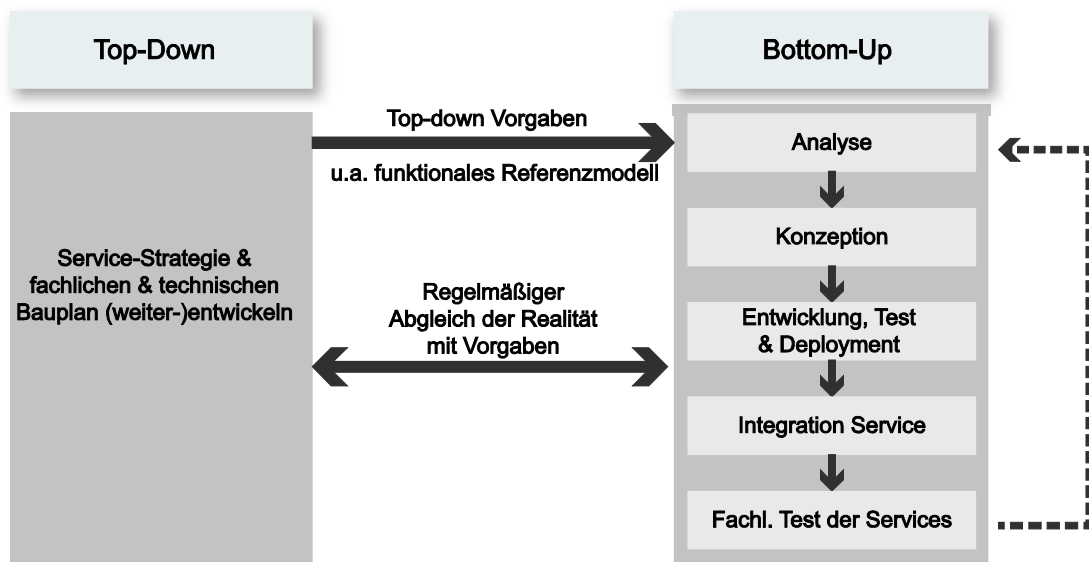 Top-Down
Bottom-Up
Top-down Vorgaben
u.a. funktionales Referenzmodell
Service-Strategie &
fachlichen & technischen
Bauplan (weiter-)entwickeln
Regelmäßiger
Abgleich der Realität
mit Vorgaben
Analyse
Konzeption
Entwicklung, Test
& Deployment
Integration Service
Fachl. Test der Services